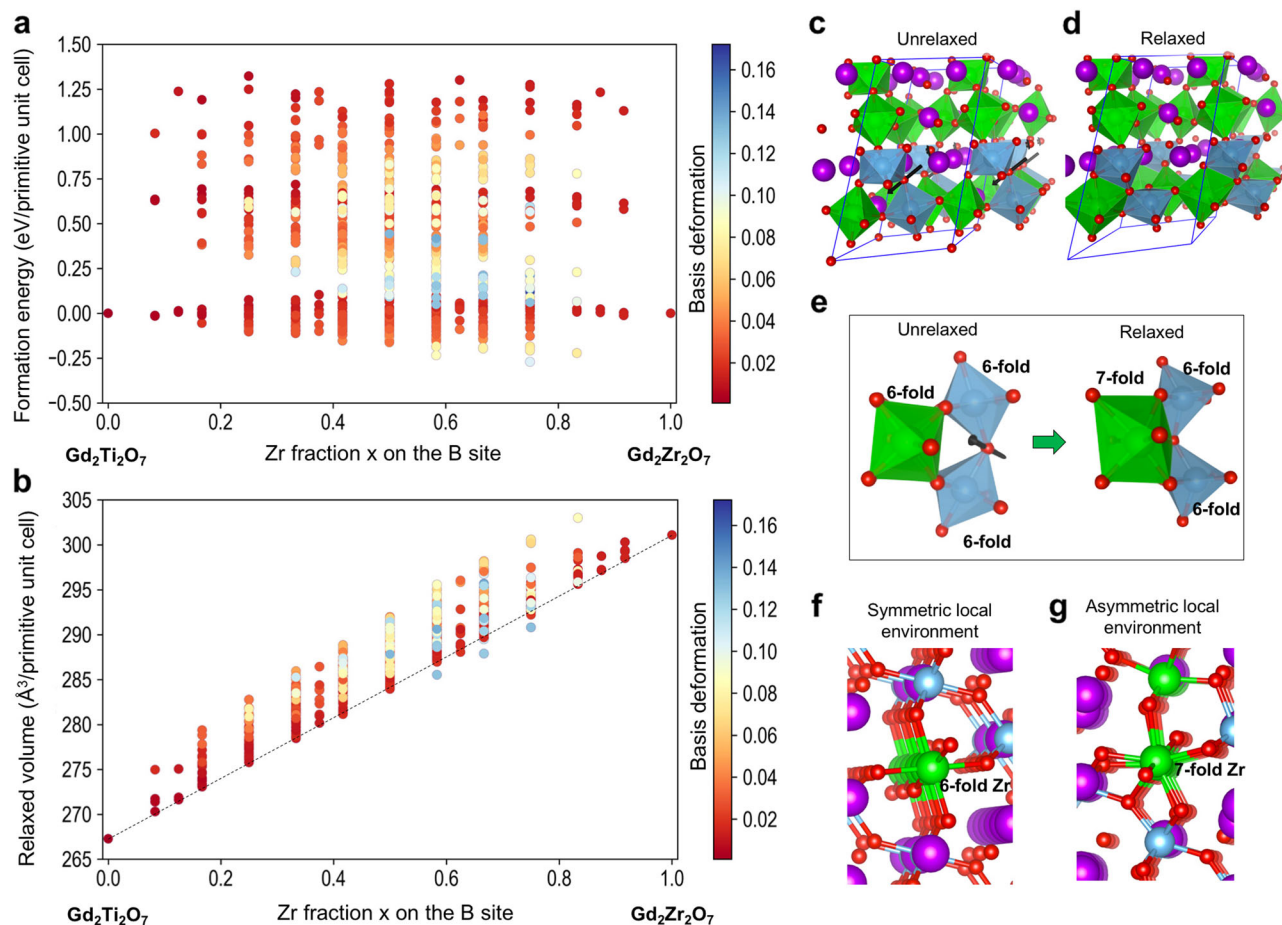 a
Formation energy (eV/primitive unit cell)
1.50
1.25
1.00
0.75
0.50
0.25
0.00
−0.25
−0.50
0.0
0.2
0.4
0.6
0.8
1.0
Gd2Ti2O7
Zr fraction x on the B site
Gd2Zr2O7
Basis deformation
0.16
0.14
0.12
0.10
0.08
0.06
0.04
0.02
b
Relaxed volume (Å³/primitive unit cell)
305
300
295
290
285
280
275
270
265
0.0
0.2
0.4
0.6
0.8
1.0
Gd2Ti2O7
Zr fraction x on the B site
Gd2Zr2O7
Basis deformation
0.16
0.14
0.12
0.10
0.08
0.06
0.04
0.02
c
Unrelaxed
d
Relaxed
e
Unrelaxed
6-fold
6-fold
6-fold
Relaxed
7-fold
6-fold
6-fold
f
Symmetric local
environment
6-fold Zr
g
Asymmetric local
environment
7-fold Zr